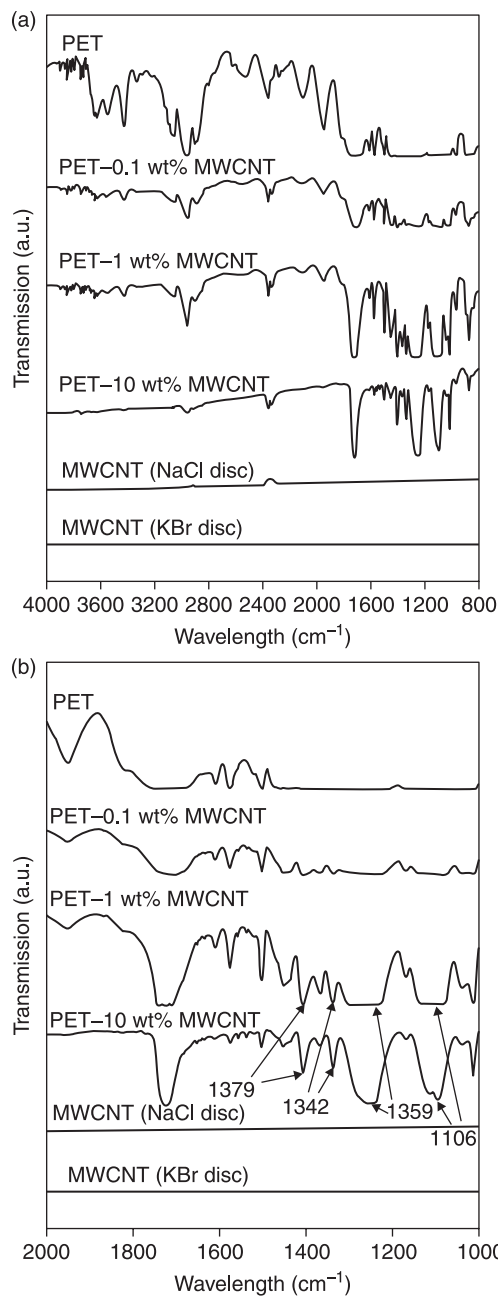 (a)
PET
PET–0.1 wt% MWCNT
PET–1 wt% MWCNT
PET–10 wt% MWCNT
MWCNT (NaCl disc)
MWCNT (KBr disc)
Transmission (a.u.)
4000 3600 3200 2800 2400 2000 1600 1200 800
Wavelength (cm⁻¹)
(b)
PET
PET–0.1 wt% MWCNT
PET–1 wt% MWCNT
PET–10 wt% MWCNT
1379
1342
1359
1106
MWCNT (NaCl disc)
MWCNT (KBr disc)
Transmission (a.u.)
2000 1800 1600 1400 1200 1000
Wavelength (cm⁻¹)